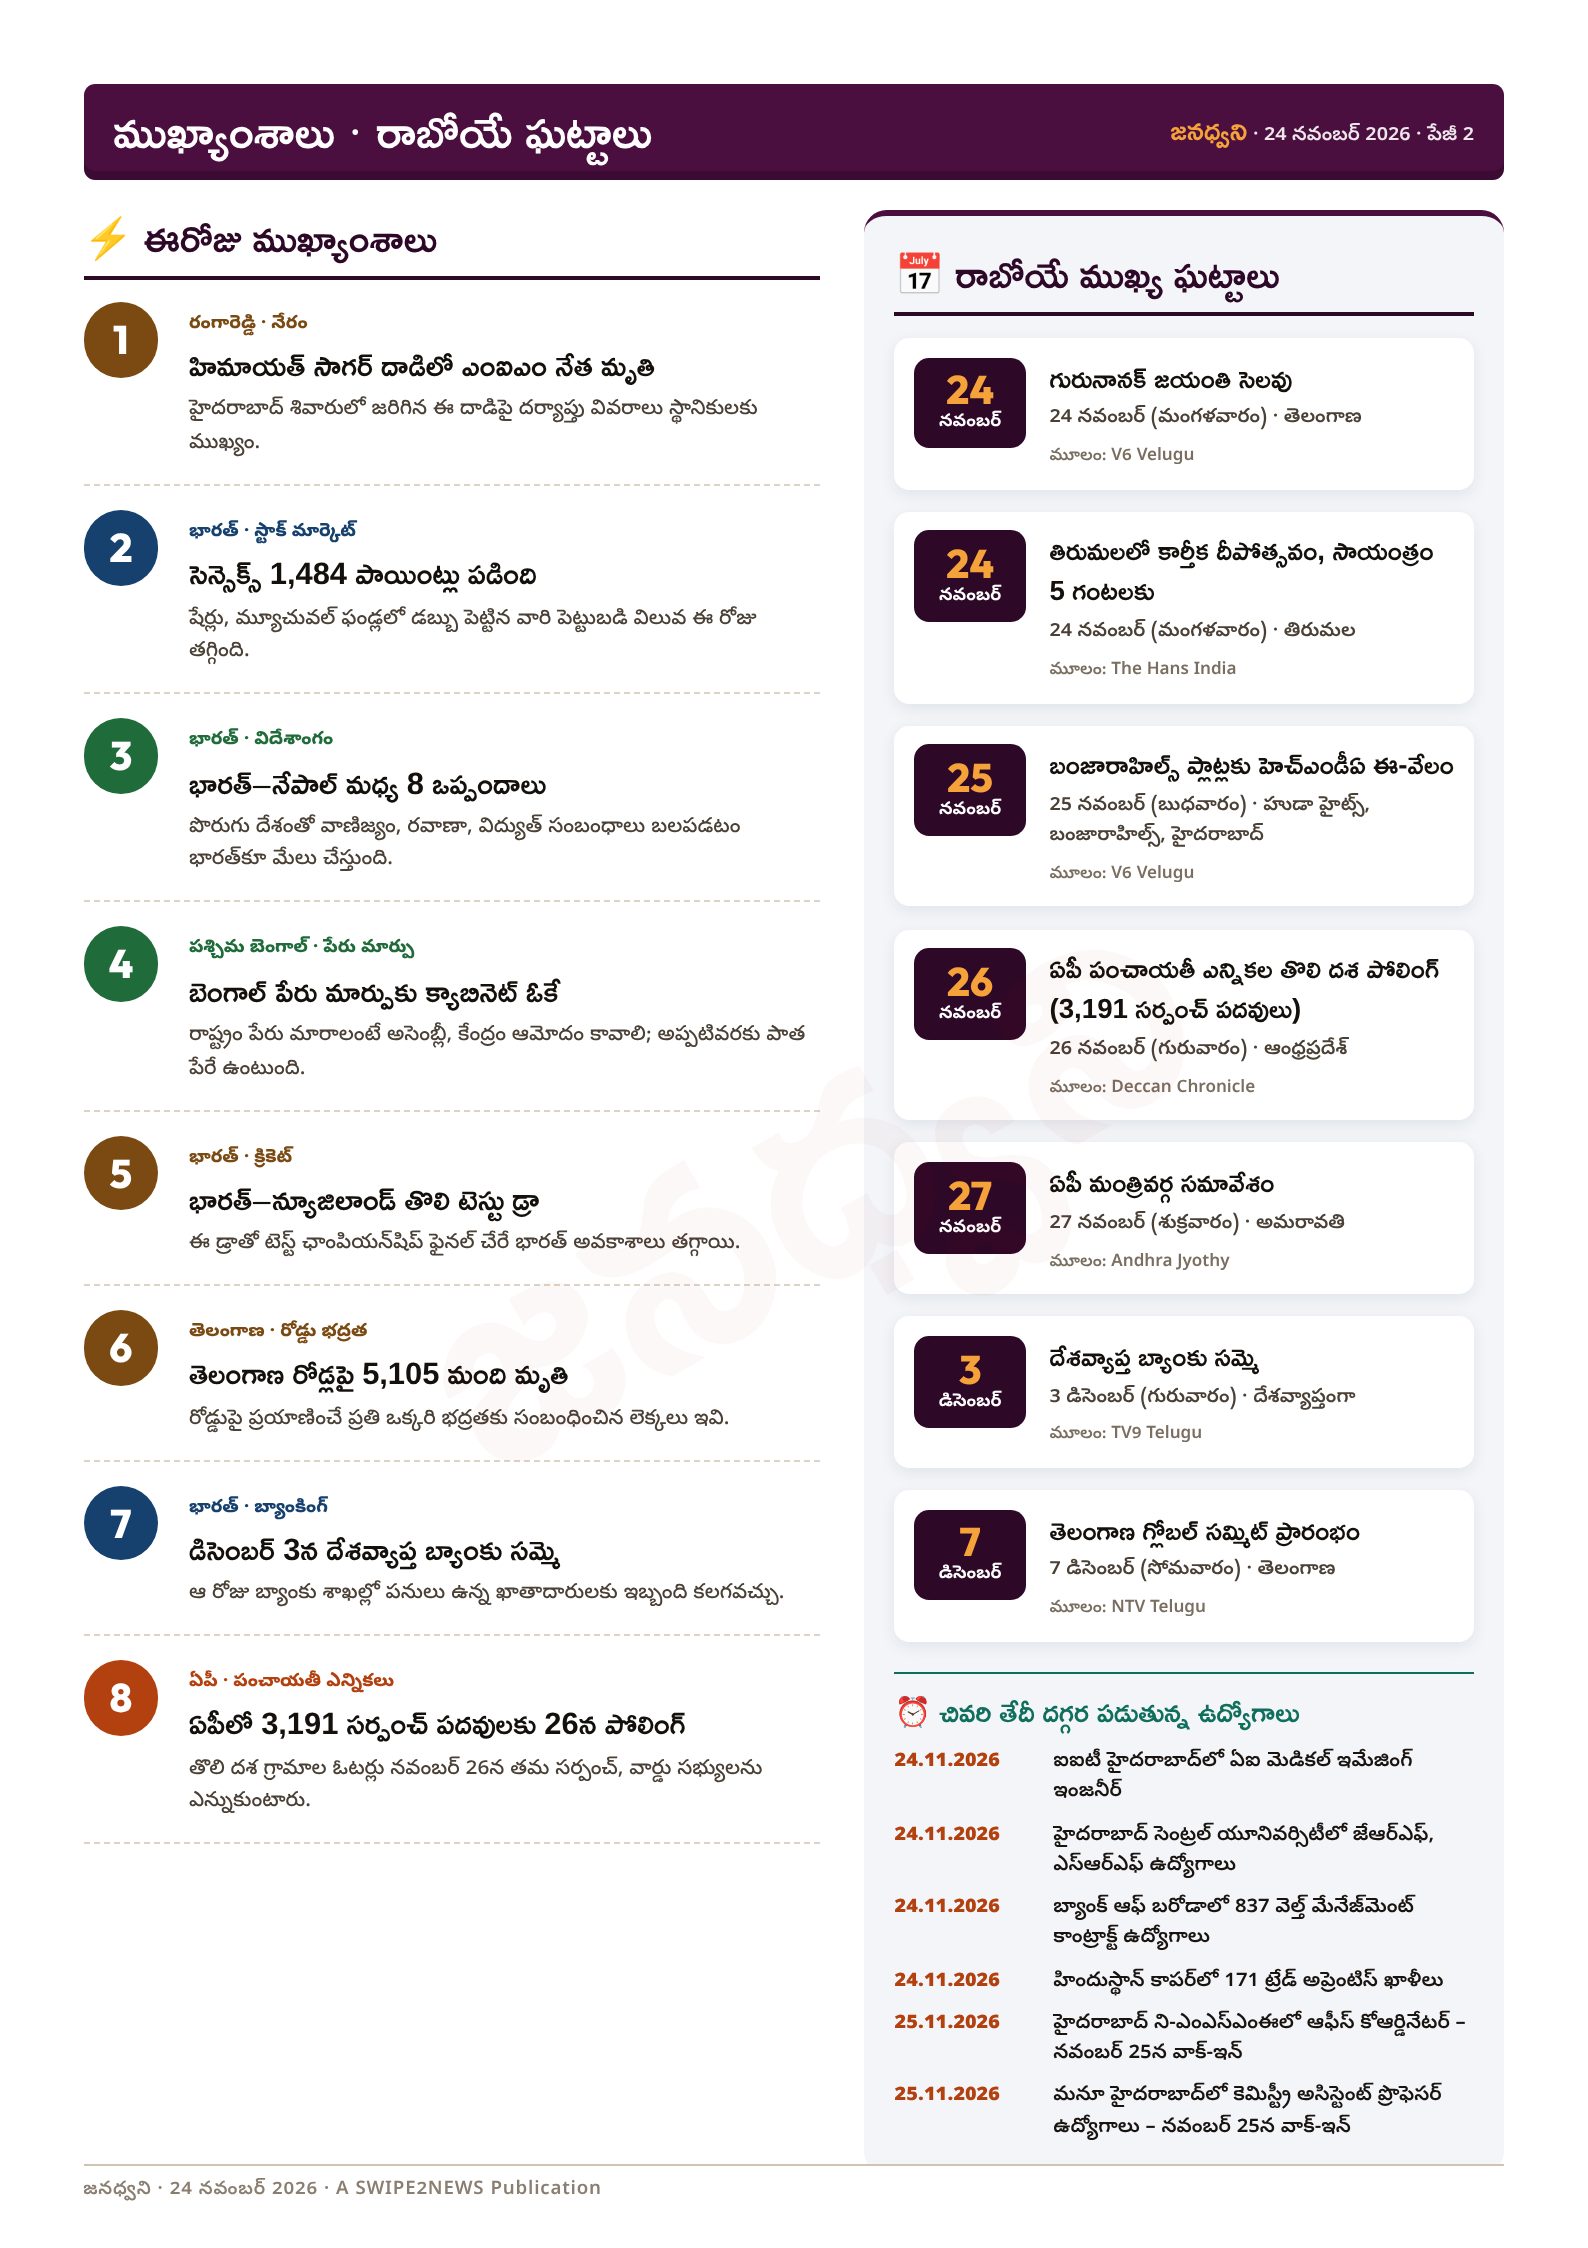 ముఖ్యాంశాలు · రాబోయే ఘట్టాలు
జనధ్వని · 24 నవంబర్ 2026 · పేజీ 2
⚡ ఈరోజు ముఖ్యాంశాలు
1
రంగారెడ్డి · నేరం
హిమాయత్ సాగర్ దాడిలో ఎంఐఎం నేత మృతి
హైదరాబాద్ శివారులో జరిగిన ఈ దాడిపై దర్యాప్తు వివరాలు స్థానికులకు
ముఖ్యం.
2
భారత్ · స్టాక్ మార్కెట్
సెన్సెక్స్ 1,484 పాయింట్లు పడింది
షేర్లు, మ్యూచువల్ ఫండ్లలో డబ్బు పెట్టిన వారి పెట్టుబడి విలువ ఈ రోజు
తగ్గింది.
3
భారత్ · విదేశాంగం
భారత్–నేపాల్ మధ్య 8 ఒప్పందాలు
పొరుగు దేశంతో వాణిజ్యం, రవాణా, విద్యుత్ సంబంధాలు బలపడటం
భారత్‌కూ మేలు చేస్తుంది.
4
పశ్చిమ బెంగాల్ · పేరు మార్పు
బెంగాల్ పేరు మార్పుకు క్యాబినెట్ ఓకే
రాష్ట్రం పేరు మారాలంటే అసెంబ్లీ, కేంద్రం ఆమోదం కావాలి; అప్పటివరకు పాత
పేరే ఉంటుంది.
5
భారత్ · క్రికెట్
భారత్–న్యూజిలాండ్ తొలి టెస్టు డ్రా
ఈ డ్రాతో టెస్ట్ ఛాంపియన్‌షిప్ ఫైనల్ చేరే భారత్ అవకాశాలు తగ్గాయి.
6
తెలంగాణ · రోడ్డు భద్రత
తెలంగాణ రోడ్లపై 5,105 మంది మృతి
రోడ్డుపై ప్రయాణించే ప్రతి ఒక్కరి భద్రతకు సంబంధించిన లెక్కలు ఇవి.
7
భారత్ · బ్యాంకింగ్
డిసెంబర్ 3న దేశవ్యాప్త బ్యాంకు సమ్మె
ఆ రోజు బ్యాంకు శాఖల్లో పనులు ఉన్న ఖాతాదారులకు ఇబ్బంది కలగవచ్చు.
8
ఏపీ · పంచాయతీ ఎన్నికలు
ఏపీలో 3,191 సర్పంచ్ పదవులకు 26న పోలింగ్
తొలి దశ గ్రామాల ఓటర్లు నవంబర్ 26న తమ సర్పంచ్, వార్డు సభ్యులను
ఎన్నుకుంటారు.
📅 రాబోయే ముఖ్య ఘట్టాలు
24
నవంబర్
గురునానక్ జయంతి సెలవు
24 నవంబర్ (మంగళవారం) · తెలంగాణ
మూలం: V6 Velugu
24
నవంబర్
తిరుమలలో కార్తీక దీపోత్సవం, సాయంత్రం
5 గంటలకు
24 నవంబర్ (మంగళవారం) · తిరుమల
మూలం: The Hans India
25
నవంబర్
బంజారాహిల్స్ ప్లాట్లకు హెచ్ఎండీఏ ఈ-వేలం
25 నవంబర్ (బుధవారం) · హుడా హైట్స్,
బంజారాహిల్స్, హైదరాబాద్
మూలం: V6 Velugu
26
నవంబర్
ఏపీ పంచాయతీ ఎన్నికల తొలి దశ పోలింగ్
(3,191 సర్పంచ్ పదవులు)
26 నవంబర్ (గురువారం) · ఆంధ్రప్రదేశ్
మూలం: Deccan Chronicle
27
నవంబర్
ఏపీ మంత్రివర్గ సమావేశం
27 నవంబర్ (శుక్రవారం) · అమరావతి
మూలం: Andhra Jyothy
3
డిసెంబర్
దేశవ్యాప్త బ్యాంకు సమ్మె
3 డిసెంబర్ (గురువారం) · దేశవ్యాప్తంగా
మూలం: TV9 Telugu
7
డిసెంబర్
తెలంగాణ గ్లోబల్ సమ్మిట్ ప్రారంభం
7 డిసెంబర్ (సోమవారం) · తెలంగాణ
మూలం: NTV Telugu
⏰ చివరి తేదీ దగ్గర పడుతున్న ఉద్యోగాలు
24.11.2026 ఐఐటీ హైదరాబాద్‌లో ఏఐ మెడికల్ ఇమేజింగ్
ఇంజనీర్
24.11.2026 హైదరాబాద్ సెంట్రల్ యూనివర్సిటీలో జేఆర్ఎఫ్,
ఎస్ఆర్ఎఫ్ ఉద్యోగాలు
24.11.2026 బ్యాంక్ ఆఫ్ బరోడాలో 837 వెల్త్ మేనేజ్‌మెంట్
కాంట్రాక్ట్ ఉద్యోగాలు
24.11.2026 హిందుస్థాన్ కాపర్‌లో 171 ట్రేడ్ అప్రెంటిస్ ఖాళీలు
25.11.2026 హైదరాబాద్ ని-ఎంఎస్ఎంఈలో ఆఫీస్ కోఆర్డినేటర్ –
నవంబర్ 25న వాక్-ఇన్
25.11.2026 మనూ హైదరాబాద్‌లో కెమిస్ట్రీ అసిస్టెంట్ ప్రొఫెసర్
ఉద్యోగాలు – నవంబర్ 25న వాక్-ఇన్
జనధ్వని
జనధ్వని · 24 నవంబర్ 2026 · A SWIPE2NEWS Publication